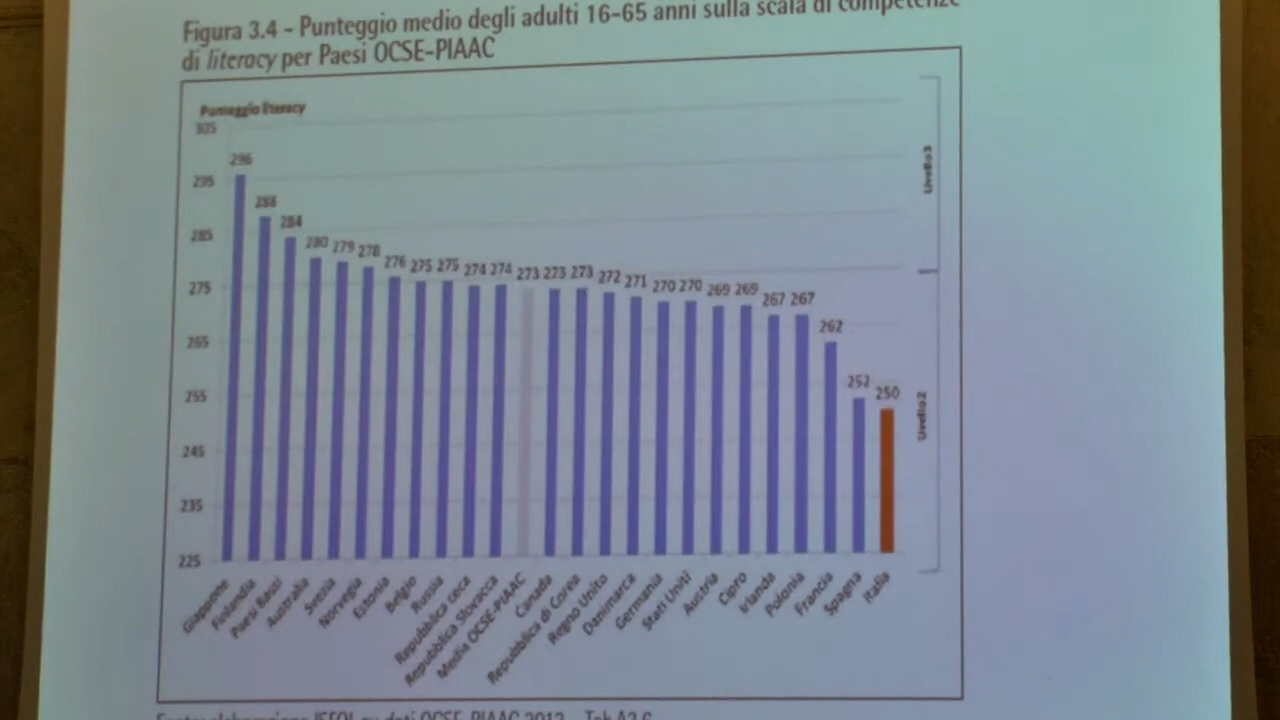 Figura 3.4 - Punteggio medio degli adulti 16-65 anni sulla scala di competenze
di literacy per Paesi OCSE-PIAAC
Punteggio literacy
305
295
285
275
265
255
245
235
225
296
288
284
280
279
278
276
275
275
274
274
273
273
273
272
271
270
270
269
269
267
267
262
252
250
Livello3
Livello2
Giappone
Finlandia
Paesi Bassi
Australia
Svezia
Norvegia
Estonia
Belgio
Russia
Repubblica ceca
Repubblica Slovacca
Media OCSE-PIAAC
Canada
Repubblica di Corea
Regno Unito
Danimarca
Germania
Stati Uniti
Austria
Cipro
Irlanda
Polonia
Francia
Spagna
Italia